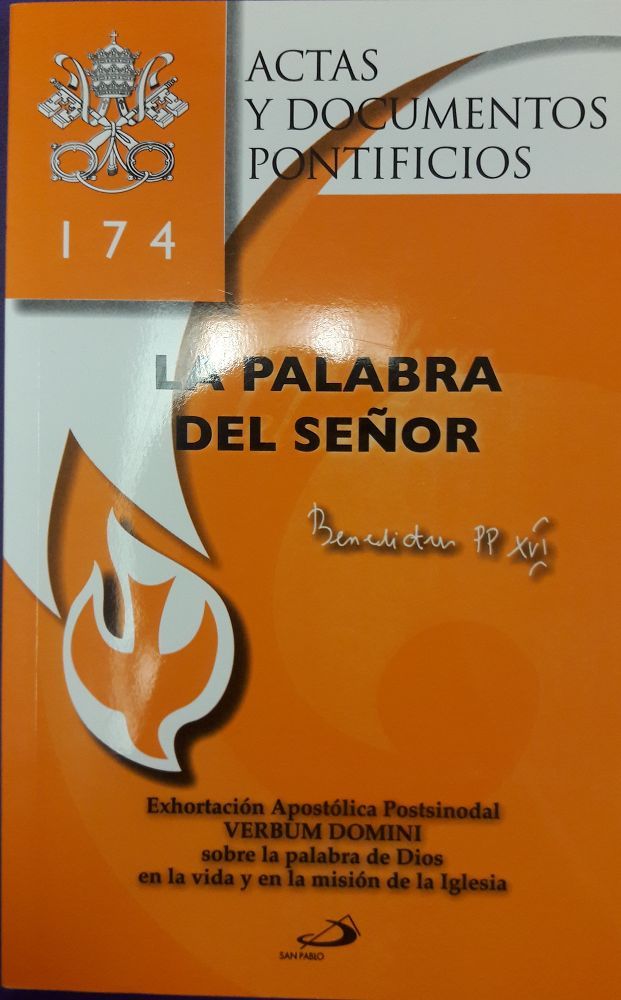 ACTAS
Y DOCUMENTOS
PONTIFICIOS
174
LA PALABRA
DEL SEÑOR
Benedictus PP XVI
Exhortación Apostólica Postsinodal
VERBUM DOMINI
sobre la palabra de Dios
en la vida y en la misión de la Iglesia
SAN PABLO